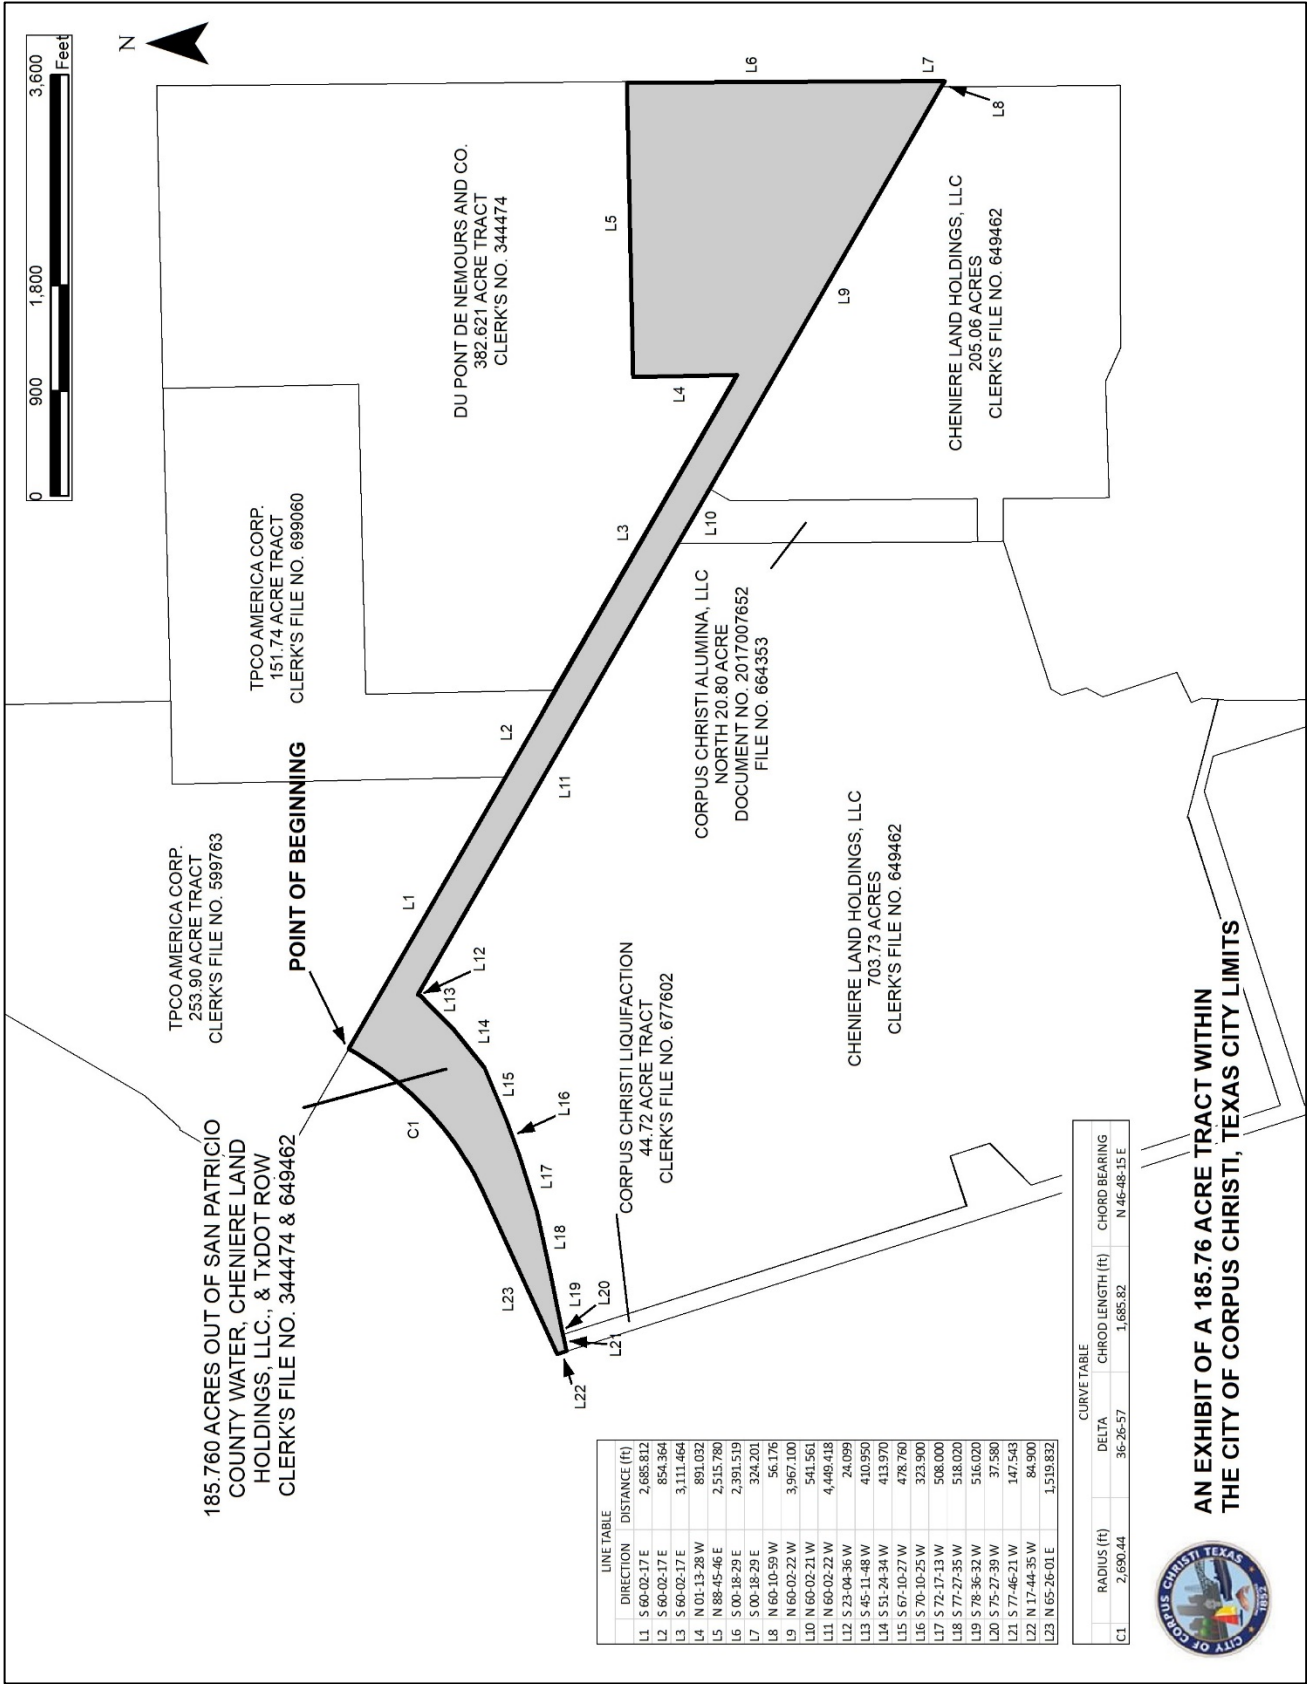 0 900 1,800 3,600
Feet
N
TPCO AMERICA CORP.
253.90 ACRE TRACT
CLERK'S FILE NO. 599763
TPCO AMERICA CORP.
151.74 ACRE TRACT
CLERK'S FILE NO. 699060
DU PONT DE NEMOURS AND CO.
382.621 ACRE TRACT
CLERK'S NO. 344474
185.760 ACRES OUT OF SAN PATRICIO
COUNTY WATER, CHENIERE LAND
HOLDINGS, LLC., & TxDOT ROW
CLERK'S FILE NO. 344474 & 649462
POINT OF BEGINNING
C1
L1
L2
L3
L4
L5
L6
L7
L8
L9
L10
L11
L12
L13
L14
L15
L16
L17
L18
L19
L20
L21
L22
L23
CORPUS CHRISTI LIQUIFACTION
44.72 ACRE TRACT
CLERK'S FILE NO. 677602
CORPUS CHRISTI ALUMINA, LLC
NORTH 20.80 ACRE
DOCUMENT NO. 2017007652
FILE NO. 664353
CHENIERE LAND HOLDINGS, LLC
205.06 ACRES
CLERK'S FILE NO. 649462
CHENIERE LAND HOLDINGS, LLC
703.73 ACRES
CLERK'S FILE NO. 649462
LINE TABLE
DIRECTION DISTANCE (ft)
L1 S 60-02-17 E 2,685.812
L2 S 60-02-17 E 854.364
L3 S 60-02-17 E 3,111.464
L4 N 01-13-28 W 891.032
L5 N 88-45-46 E 2,515.780
L6 S 00-18-29 E 2,391.519
L7 S 00-18-29 E 324.201
L8 N 60-10-59 W 56.176
L9 N 60-02-22 W 3,967.100
L10 N 60-02-21 W 541.561
L11 N 60-02-22 W 4,449.418
L12 S 23-04-36 W 24.099
L13 S 45-11-48 W 410.950
L14 S 51-24-34 W 413.970
L15 S 67-10-27 W 478.760
L16 S 70-10-25 W 323.900
L17 S 72-17-13 W 508.000
L18 S 77-27-35 W 518.020
L19 S 78-36-32 W 516.020
L20 S 75-27-39 W 37.580
L21 S 77-46-21 W 147.543
L22 N 17-44-35 W 84.900
L23 N 65-26-01 E 1,519.832
CURVE TABLE
RADIUS (ft) DELTA CHROD LENGTH (ft) CHORD BEARING
C1 2,690.44 36-26-57 1,685.82 N 46-48-15 E
CITY OF CORPUS CHRISTI TEXAS
1852
AN EXHIBIT OF A 185.76 ACRE TRACT WITHIN
THE CITY OF CORPUS CHRISTI, TEXAS CITY LIMITS